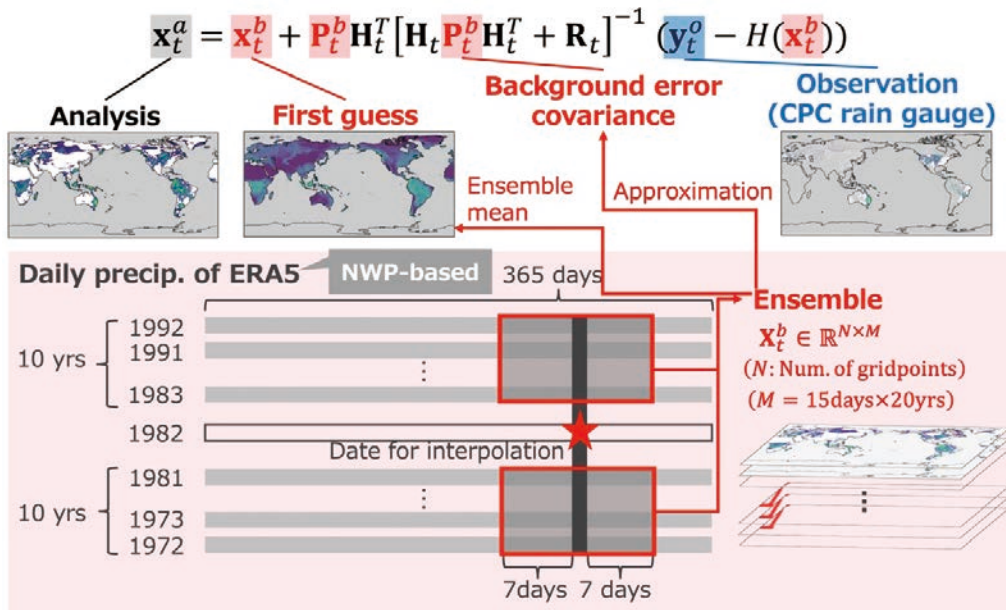 x_t^a = x_t^b + P_t^b H_t^T [H_t P_t^b H_t^T + R_t]^{-1} (y_t^o − H(x_t^b))
Analysis
First guess
Background error
covariance
Observation
(CPC rain gauge)
Ensemble
mean
Approximation
Daily precip. of ERA5
NWP-based
365 days
Ensemble
X_t^b ∈ ℝ^{N×M}
(N: Num. of gridpoints)
(M = 15days×20yrs)
10 yrs
1992
1991
⋮
1983
1982
Date for interpolation
10 yrs
1981
⋮
1973
1972
7days
7 days
⋮